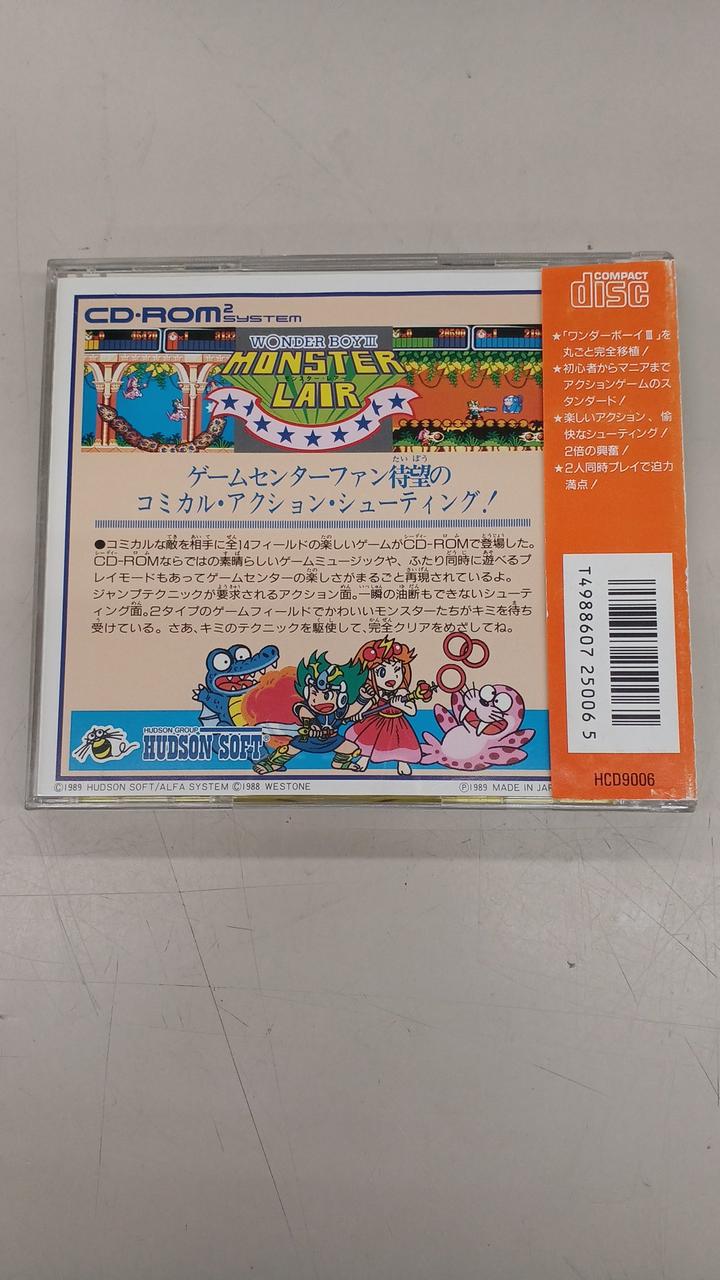 CD-ROM2 SYSTEM
WONDER BOY III
MONSTER
モンスター・レアー
LAIR
ゲームセンターファン待望の
たい ぼう
コミカル・アクション・シューティング!
●コミカルな敵を相手に全14フィールドの楽しいゲームがCD-ROMで登場した。
CD-ROMならではの素晴らしいゲームミュージックや、ふたり同時に遊べるプ
レイモードもあってゲームセンターの楽しさがまるごと再現されているよ。
ジャンプテクニックが要求されるアクション面。一瞬の油断もできないシューテ
ィング面。2タイプのゲームフィールドでかわいいモンスターたちがキミを待ち
受けている。さあ、キミのテクニックを駆使して、完全クリアをめざしてね。
HUDSON GROUP
HUDSON SOFT®
©1989 HUDSON SOFT/ALFA SYSTEM ©1988 WESTONE
Ⓟ1989 MADE IN JAP
COMPACT
disc
★「ワンダーボーイⅢ」を
丸ごと完全移植!
★初心者からマニアまで
アクションゲームのス
タンダード!
★楽しいアクション、愉
快なシューティング!
2倍の興奮!
★2人同時プレイで迫力
満点!
T4988607 25006 5
HCD9006